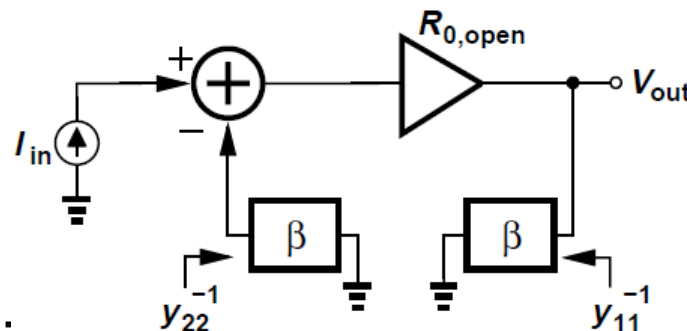 R0,open
+
+
−
Vout
Iin
β
β
y22−1
y11−1
.